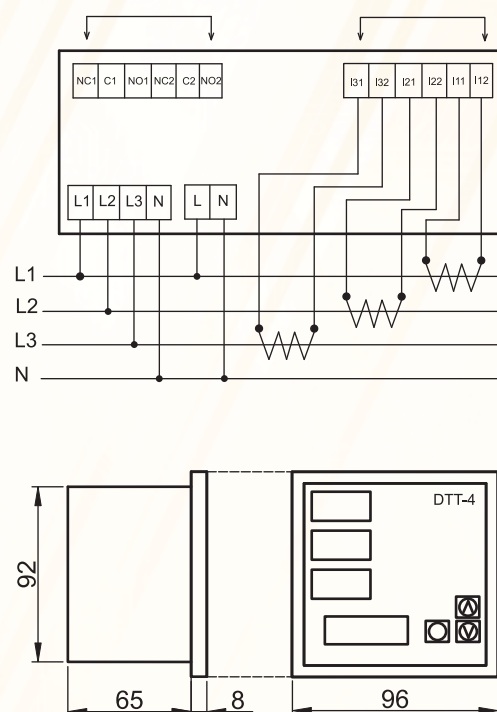 NC1 C1 NO1 NC2 C2 NO2
I31 I32 I21 I22 I11 I12
L1 L2 L3 N
L N
L1
L2
L3
N
DTT-4
92
65
8
96